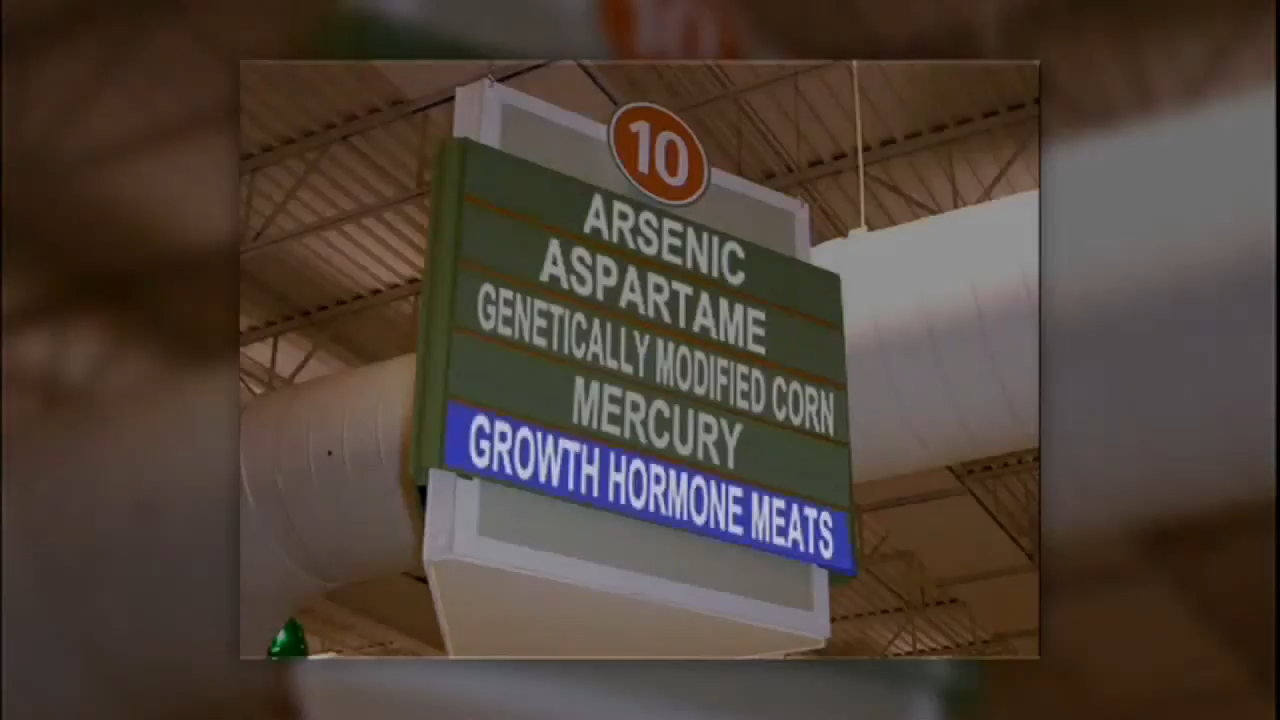 10
ARSENIC
ASPARTAME
GENETICALLY MODIFIED CORN
MERCURY
GROWTH HORMONE MEATS